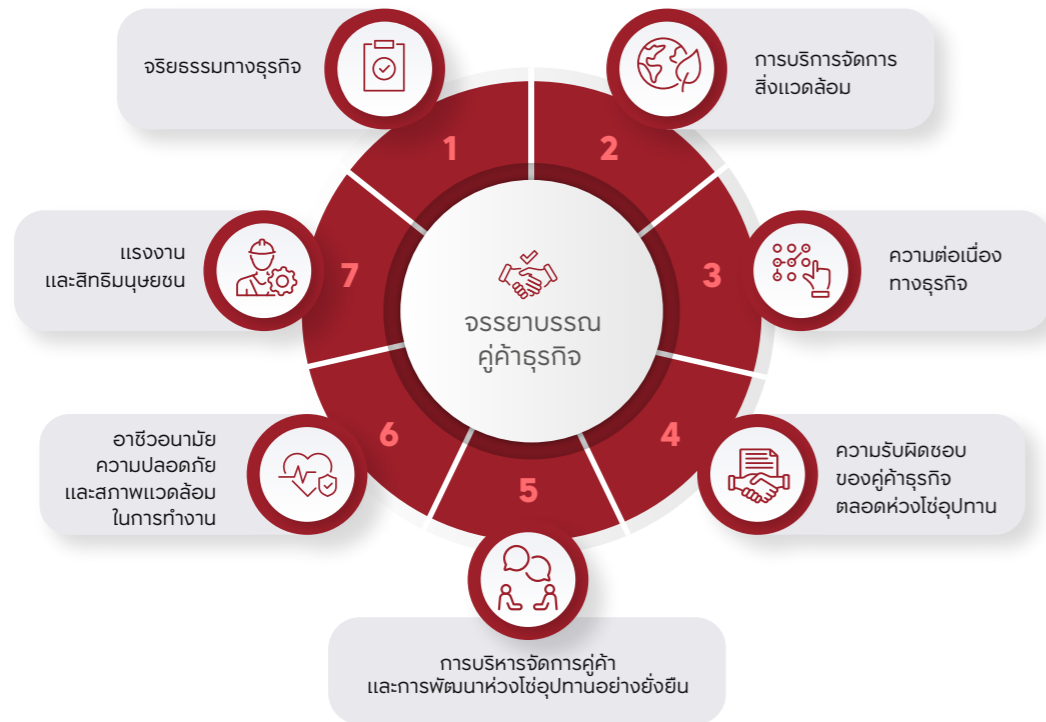 จรรยาบรรณ
คู่ค้าธุรกิจ
1
จริยธรรมทางธุรกิจ
2
การบริการจัดการ
สิ่งแวดล้อม
3
ความต่อเนื่อง
ทางธุรกิจ
4
ความรับผิดชอบ
ของคู่ค้าธุรกิจ
ตลอดห่วงโซ่อุปทาน
5
การบริหารจัดการคู่ค้า
และการพัฒนาห่วงโซ่อุปทานอย่างยั่งยืน
6
อาชีวอนามัย
ความปลอดภัย
และสภาพแวดล้อม
ในการทำงาน
7
แรงงาน
และสิทธิมนุษยชน